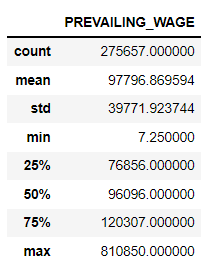 PREVAILING_WAGE
count 275657.000000
mean 97796.869594
std 39771.923744
min 7.250000
25% 76856.000000
50% 96096.000000
75% 120307.000000
max 810850.000000